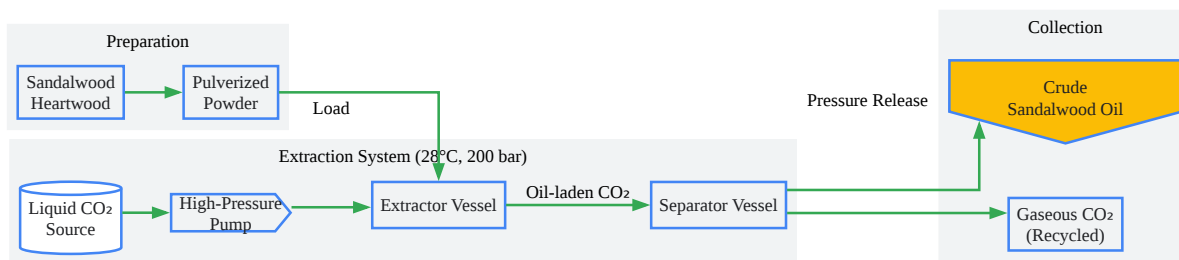 Preparation
Sandalwood
Heartwood
Pulverized
Powder
Load
Extraction System (28°C, 200 bar)
Liquid CO₂
Source
High-Pressure
Pump
Extractor Vessel
Oil-laden CO₂
Separator Vessel
Pressure Release
Collection
Crude
Sandalwood Oil
Gaseous CO₂
(Recycled)